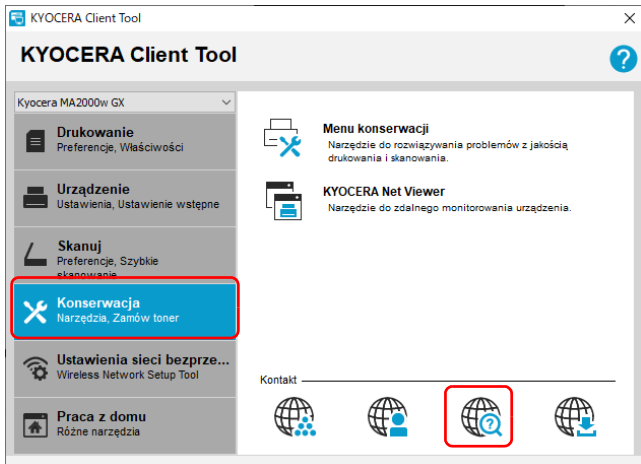 KYOCERA Client Tool
KYOCERA Client Tool
Kyocera MA2000w GX
Drukowanie
Preferencje, Właściwości
Urządzenie
Ustawienia, Ustawienie wstępne
Skanuj
Preferencje, Szybkie
skanowanie
Konserwacja
Narzędzia, Zamów toner
Ustawienia sieci bezprze...
Wireless Network Setup Tool
Praca z domu
Różne narzędzia
Menu konserwacji
Narzędzie do rozwiązywania problemów z jakością
drukowania i skanowania.
KYOCERA Net Viewer
Narzędzie do zdalnego monitorowania urządzenia.
Kontakt